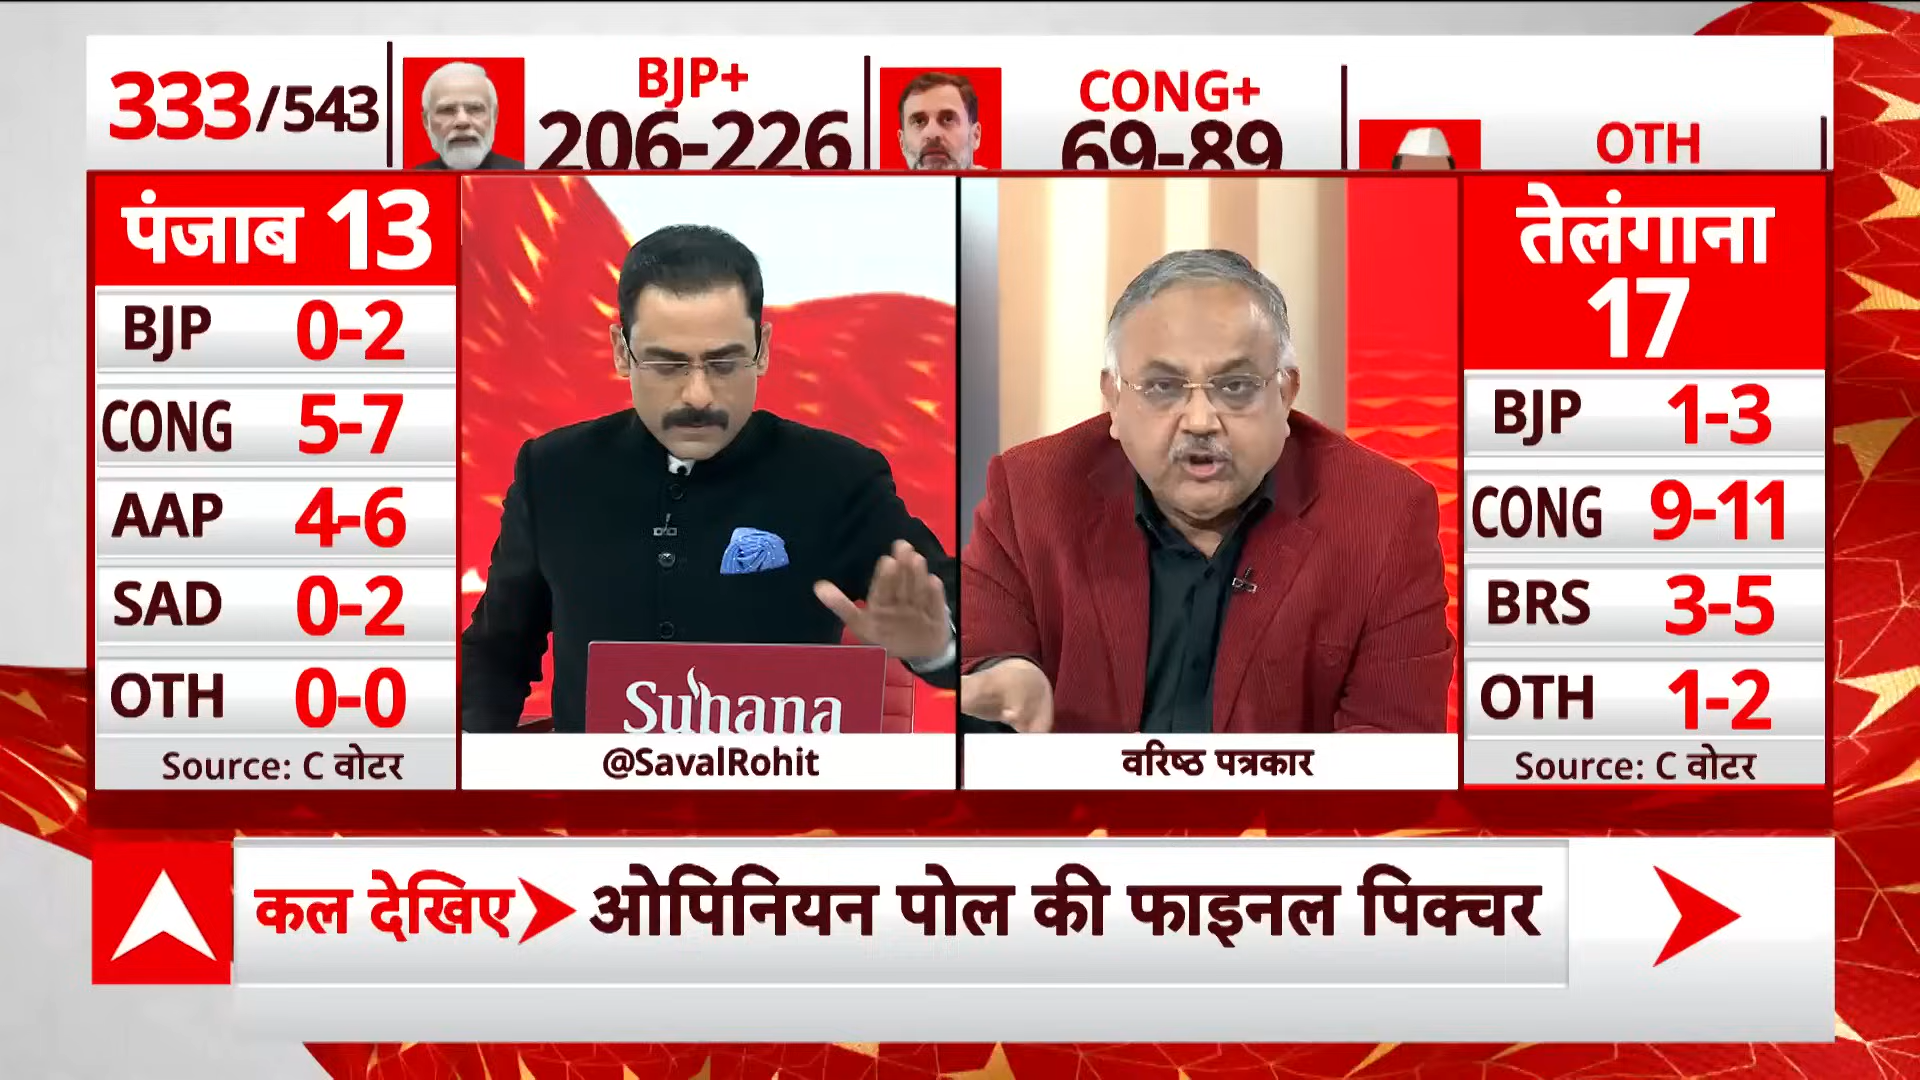 333/543
BJP+
206-226
CONG+
69-89
OTH
पंजाब 13
BJP 0-2
CONG 5-7
AAP 4-6
SAD 0-2
OTH 0-0
Source: C वोटर
Suhana
@SavalRohit
वरिष्ठ पत्रकार
तेलंगाना
17
BJP 1-3
CONG 9-11
BRS 3-5
OTH 1-2
Source: C वोटर
कल देखिए ओपिनियन पोल की फाइनल पिक्चर